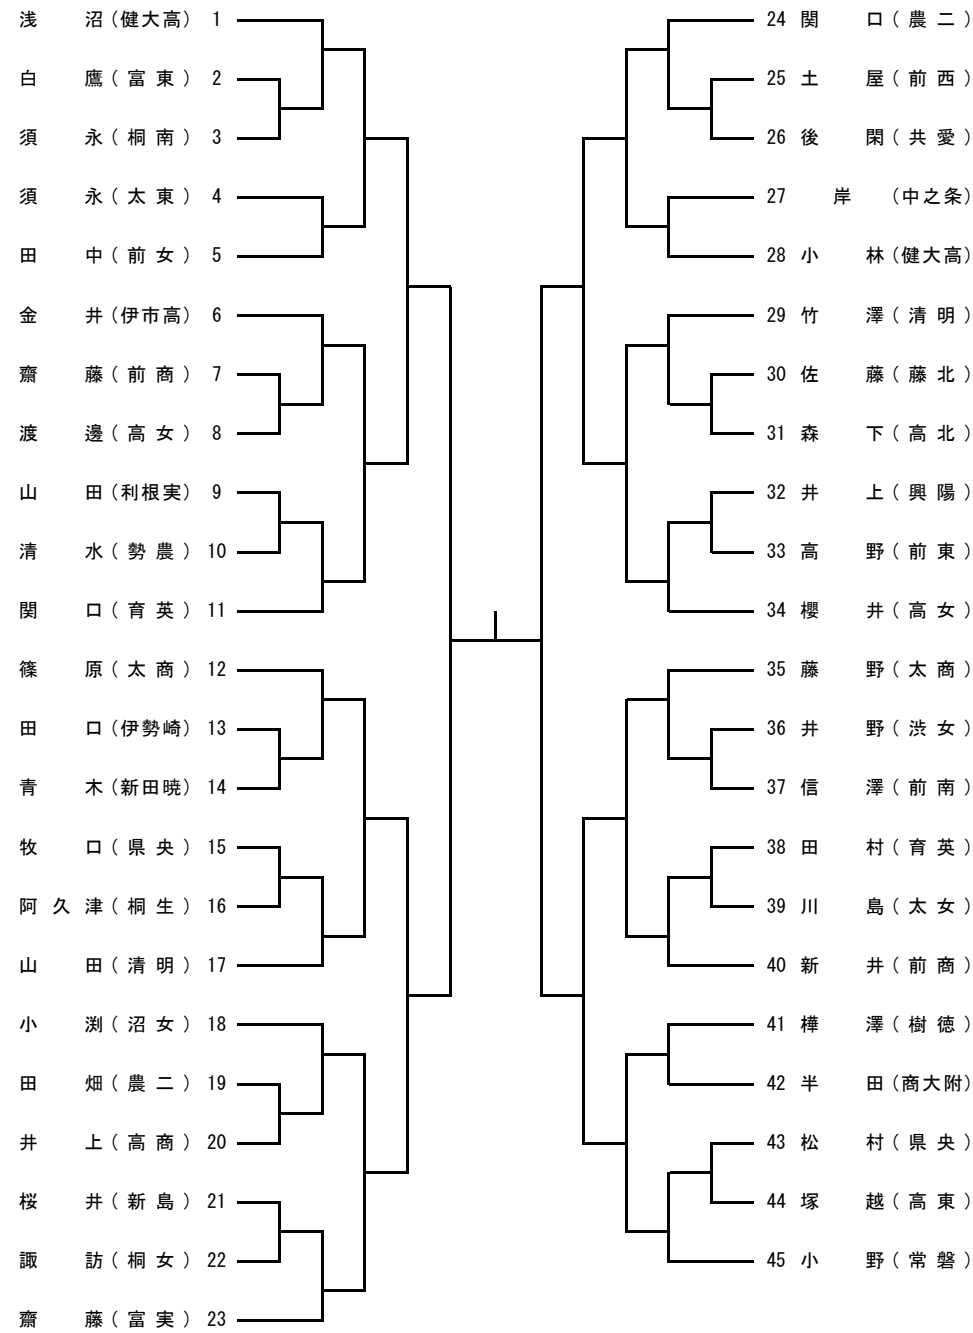 浅 沼 (健大高) 1
白 鷹 (富東) 2
須 永 (桐南) 3
須 永 (太東) 4
田 中 (前女) 5
金 井 (伊市高) 6
齋 藤 (前商) 7
渡 邊 (高女) 8
山 田 (利根実) 9
清 水 (勢農) 10
関 口 (育英) 11
篠 原 (太商) 12
田 口 (伊勢崎) 13
青 木 (新田暁) 14
牧 口 (県央) 15
阿久津 (桐生) 16
山 田 (清明) 17
小 渕 (沼女) 18
田 畑 (農二) 19
井 上 (高商) 20
桜 井 (新島) 21
諏 訪 (桐女) 22
齋 藤 (富実) 23
24 関 口 (農二)
25 土 屋 (前西)
26 後 閑 (共愛)
27 岸 (中之条)
28 小 林 (健大高)
29 竹 澤 (清明)
30 佐 藤 (藤北)
31 森 下 (高北)
32 井 上 (興陽)
33 高 野 (前東)
34 櫻 井 (高女)
35 藤 野 (太商)
36 井 野 (渋女)
37 信 澤 (前南)
38 田 村 (育英)
39 川 島 (太女)
40 新 井 (前商)
41 樺 澤 (樹徳)
42 半 田 (商大附)
43 松 村 (県央)
44 塚 越 (高東)
45 小 野 (常磐)